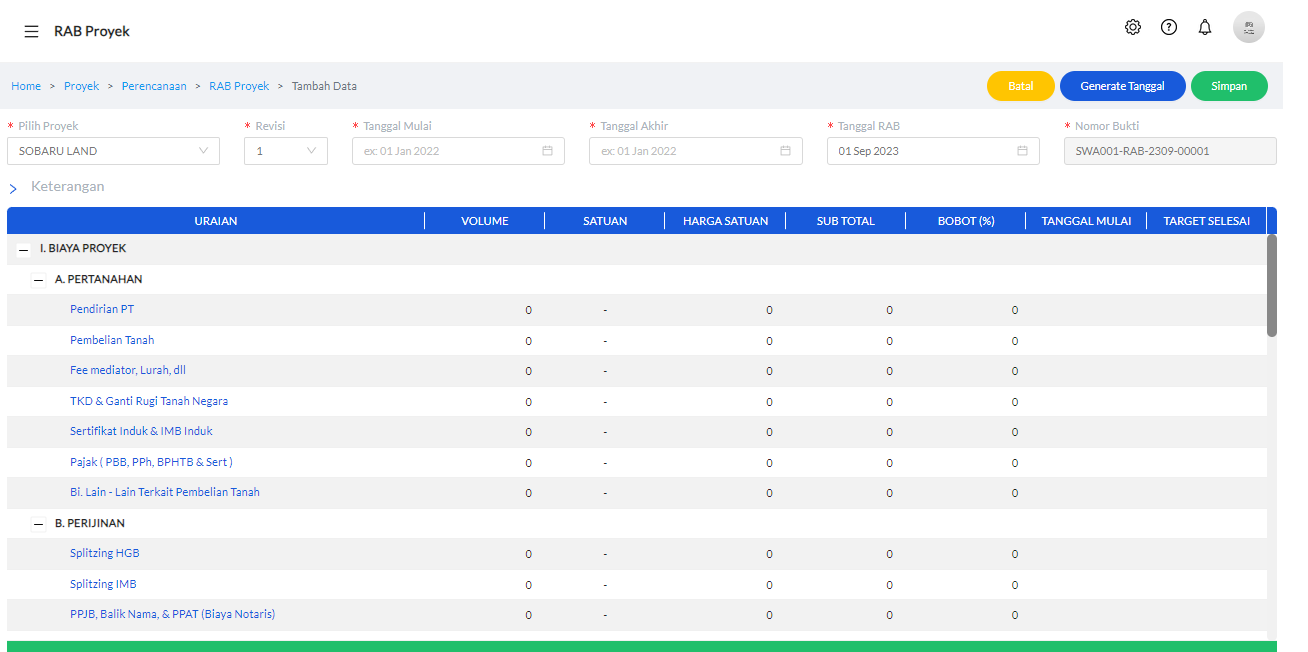 RAB Proyek
Home > Proyek > Perencanaan > RAB Proyek > Tambah Data Batal Generate Tanggal Simpan
* Pilih Proyek * Revisi * Tanggal Mulai * Tanggal Akhir * Tanggal RAB * Nomor Bukti
SOBARU LAND 1 ex: 01 Jan 2022 ex: 01 Jan 2022 01 Sep 2023 SWA001-RAB-2309-00001
> Keterangan
URAIAN VOLUME SATUAN HARGA SATUAN SUB TOTAL BOBOT (%) TANGGAL MULAI TARGET SELESAI
I. BIAYA PROYEK
A. PERTANAHAN
Pendirian PT 0 - 0 0 0
Pembelian Tanah 0 - 0 0 0
Fee mediator, Lurah, dll 0 - 0 0 0
TKD & Ganti Rugi Tanah Negara 0 - 0 0 0
Sertifikat Induk & IMB Induk 0 - 0 0 0
Pajak ( PBB, PPh, BPHTB & Sert ) 0 - 0 0 0
Bi. Lain - Lain Terkait Pembelian Tanah 0 - 0 0 0
B. PERIJINAN
Splitzing HGB 0 - 0 0 0
Splitzing IMB 0 - 0 0 0
PPJB, Balik Nama, & PPAT (Biaya Notaris) 0 - 0 0 0